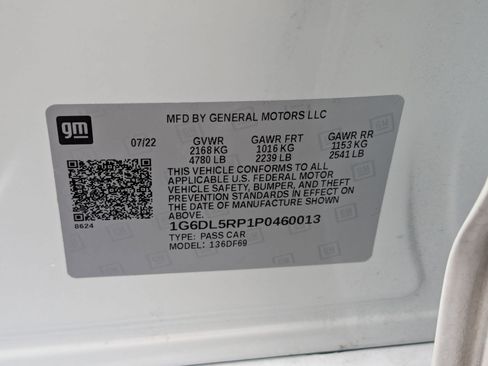 gm
MFD BY GENERAL MOTORS LLC
07/22 GVWR GAWR FRT GAWR RR
2168 KG 1016 KG 1153 KG
4780 LB 2239 LB 2541 LB
THIS VEHICLE CONFORMS TO ALL
APPLICABLE U.S. FEDERAL MOTOR
VEHICLE SAFETY, BUMPER, AND THEFT
PREVENTION STANDARDS IN EFFECT ON
THE DATE OF MANUFACTURE SHOWN
ABOVE.
8624
1G6DL5RP1P0460013
TYPE: PASS CAR
MODEL: 136DF69